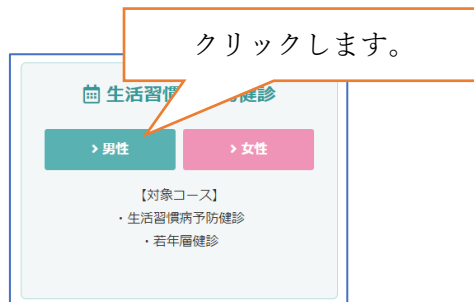 クリックします。
生活習慣
防健診
> 男性
> 女性
【対象コース】
・生活習慣病予防健診
・若年層健診